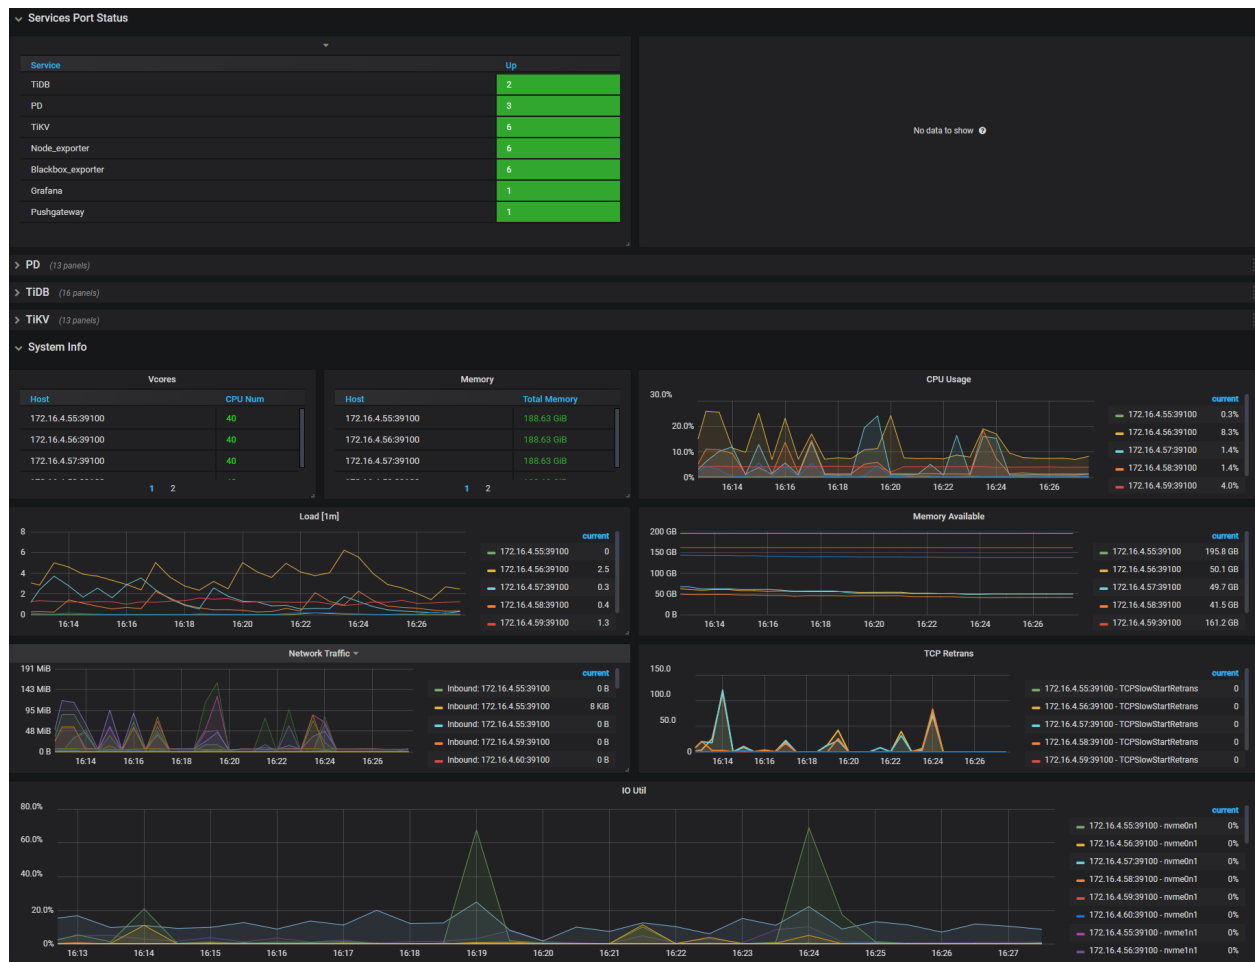 Services Port Status
Service Up
TiDB 2
PD 3
TiKV 6
Node_exporter 6
Blackbox_exporter 6
Grafana 1
Pushgateway 1
No data to show
PD (13 panels)
TiDB (16 panels)
TiKV (13 panels)
System Info
Vcores
Host CPU Num
172.16.4.55:39100 40
172.16.4.56:39100 40
172.16.4.57:39100 40
1 2
Memory
Host Total Memory
172.16.4.55:39100 188.63 GiB
172.16.4.56:39100 188.63 GiB
172.16.4.57:39100 188.63 GiB
1 2
CPU Usage
30.0%
20.0%
10.0%
0%
16:14 16:16 16:18 16:20 16:22 16:24 16:26
current
172.16.4.55:39100 0.3%
172.16.4.56:39100 8.3%
172.16.4.57:39100 1.4%
172.16.4.58:39100 1.4%
172.16.4.59:39100 4.0%
Load [1m]
8
6
4
2
0
16:14 16:16 16:18 16:20 16:22 16:24 16:26
current
172.16.4.55:39100 0
172.16.4.56:39100 2.5
172.16.4.57:39100 0.3
172.16.4.58:39100 0.4
172.16.4.59:39100 1.3
Memory Available
200 GB
150 GB
100 GB
50 GB
0 B
16:14 16:16 16:18 16:20 16:22 16:24 16:26
current
172.16.4.55:39100 195.8 GB
172.16.4.56:39100 50.1 GB
172.16.4.57:39100 49.7 GB
172.16.4.58:39100 41.5 GB
172.16.4.59:39100 161.2 GB
Network Traffic
191 MiB
143 MiB
95 MiB
48 MiB
0 B
16:14 16:16 16:18 16:20 16:22 16:24 16:26
current
Inbound: 172.16.4.55:39100 0 B
Inbound: 172.16.4.55:39100 8 KiB
Inbound: 172.16.4.55:39100 0 B
Inbound: 172.16.4.59:39100 0 B
Inbound: 172.16.4.60:39100 0 B
TCP Retrans
150.0
100.0
50.0
0
16:14 16:16 16:18 16:20 16:22 16:24 16:26
current
172.16.4.55:39100 - TCPSlowStartRetrans 0
172.16.4.56:39100 - TCPSlowStartRetrans 0
172.16.4.57:39100 - TCPSlowStartRetrans 0
172.16.4.58:39100 - TCPSlowStartRetrans 0
172.16.4.59:39100 - TCPSlowStartRetrans 0
IO Util
80.0%
60.0%
40.0%
20.0%
0%
16:13 16:14 16:15 16:16 16:17 16:18 16:19 16:20 16:21 16:22 16:23 16:24 16:25 16:26 16:27
current
172.16.4.55:39100 - nvme0n1 0%
172.16.4.56:39100 - nvme0n1 0%
172.16.4.57:39100 - nvme0n1 0%
172.16.4.58:39100 - nvme0n1 0%
172.16.4.59:39100 - nvme0n1 0%
172.16.4.60:39100 - nvme0n1 0%
172.16.4.55:39100 - nvme1n1 0%
172.16.4.56:39100 - nvme1n1 0%